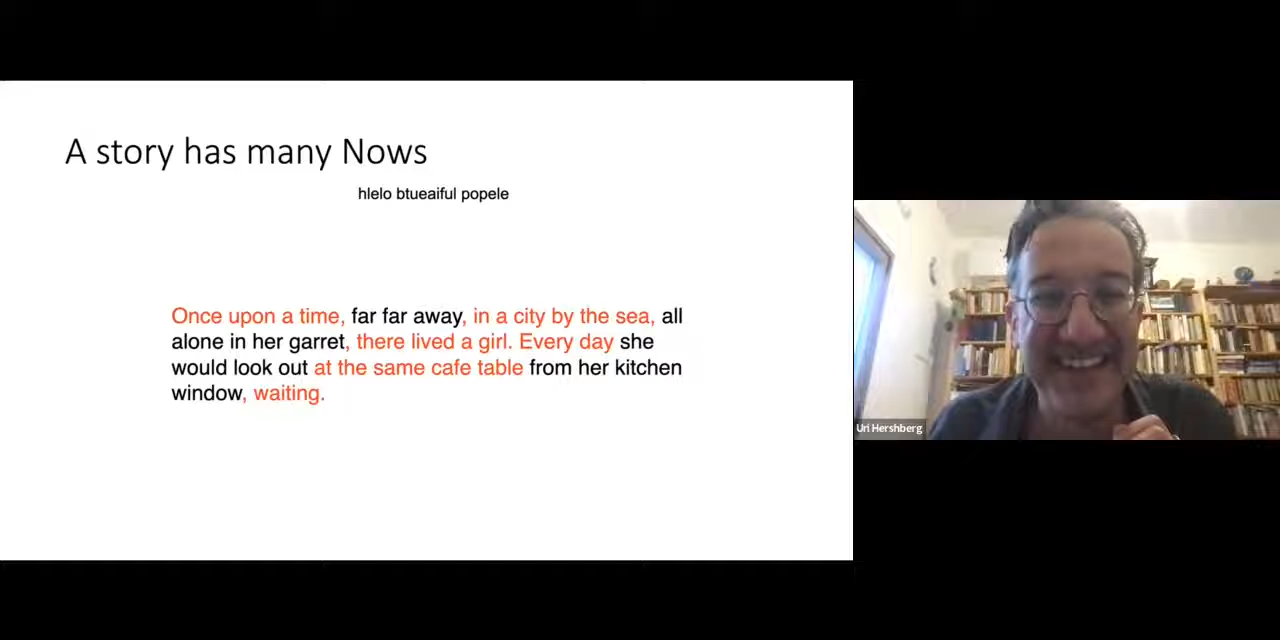 A story has many Nows
hlelo btueaiful popele
Once upon a time, far far away, in a city by the sea, all
alone in her garret, there lived a girl. Every day she
would look out at the same cafe table from her kitchen
window, waiting.
Uri Hershberg